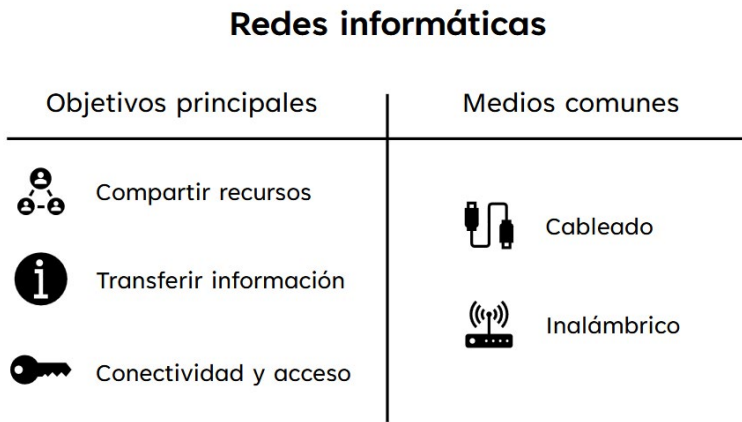 Redes informáticas
Objetivos principales
Medios comunes
Compartir recursos
Transferir información
Conectividad y acceso
Cableado
Inalámbrico